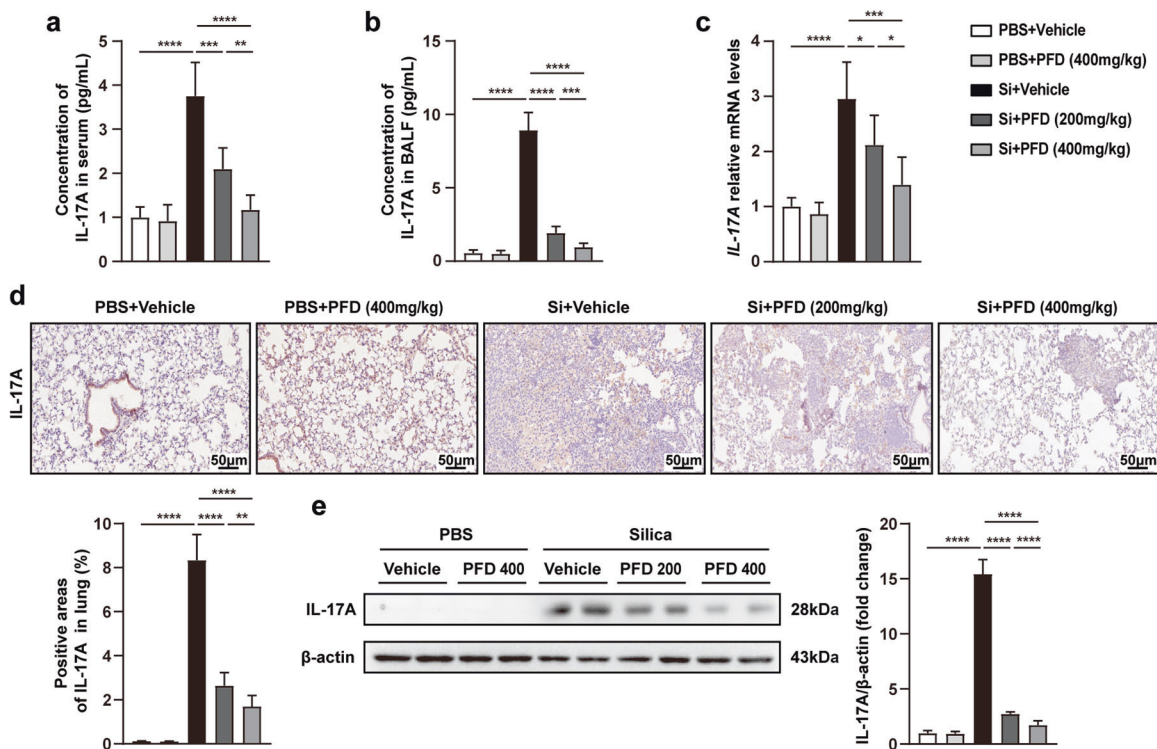 a
****
**** *** **
Concentration of
IL-17A in serum (pg/mL)
5
4
3
2
1
0
b
****
**** **** ***
Concentration of
IL-17A in BALF (pg/mL)
15
10
5
0
c
***
**** * *
IL-17A relative mRNA levels
4
3
2
1
0
PBS+Vehicle
PBS+PFD (400mg/kg)
Si+Vehicle
Si+PFD (200mg/kg)
Si+PFD (400mg/kg)
d
PBS+Vehicle PBS+PFD (400mg/kg) Si+Vehicle Si+PFD (200mg/kg) Si+PFD (400mg/kg)
IL-17A
50μm 50μm 50μm 50μm 50μm
****
**** **** **
Positive areas
of IL-17A in lung (%)
10
8
6
4
2
0
e
PBS Silica
Vehicle PFD 400 Vehicle PFD 200 PFD 400
IL-17A 28kDa
β-actin 43kDa
****
**** **** ****
IL-17A/β-actin (fold change)
20
15
10
5
0